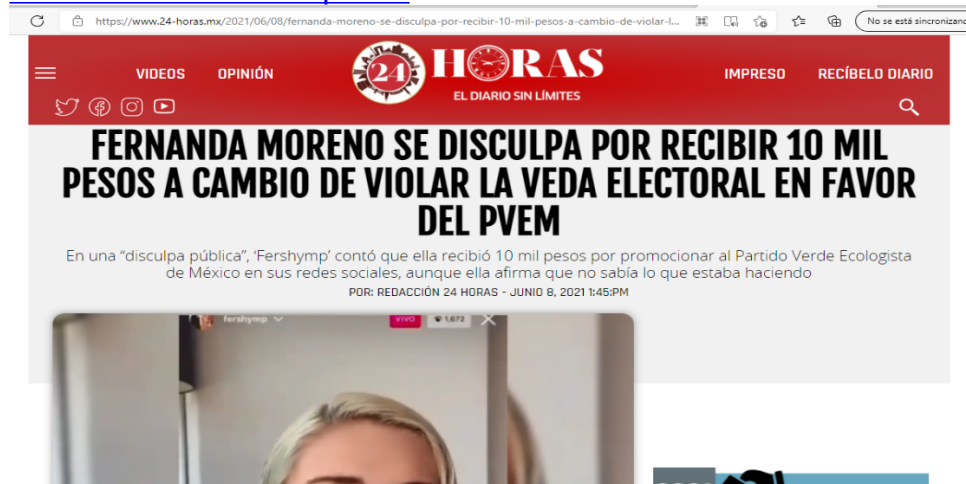 https://www.24-horas.mx/2021/06/08/fernanda-moreno-se-disculpa-por-recibir-10-mil-pesos-a-cambio-de-violar-l...
No se está sincronizand
VIDEOS OPINIÓN
24 HORAS
EL DIARIO SIN LÍMITES
IMPRESO RECÍBELO DIARIO
FERNANDA MORENO SE DISCULPA POR RECIBIR 10 MIL
PESOS A CAMBIO DE VIOLAR LA VEDA ELECTORAL EN FAVOR
DEL PVEM
En una “disculpa pública”, ‘Fershymp’ contó que ella recibió 10 mil pesos por promocionar al Partido Verde Ecologista
de México en sus redes sociales, aunque ella afirma que no sabía lo que estaba haciendo
POR: REDACCIÓN 24 HORAS - JUNIO 8, 2021 1:45PM
fershymp VIVO 1,672